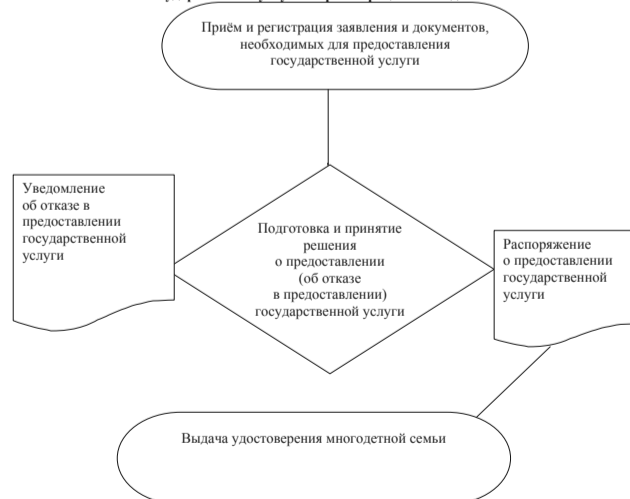 Приём и регистрация заявления и документов,
необходимых для предоставления
государственной услуги
Уведомление
об отказе в
предоставлении
государственной
услуги
Подготовка и принятие
решения
о предоставлении
(об отказе
в предоставлении)
государственной услуги
Распоряжение
о предоставлении
государственной
услуги
Выдача удостоверения многодетной семьи